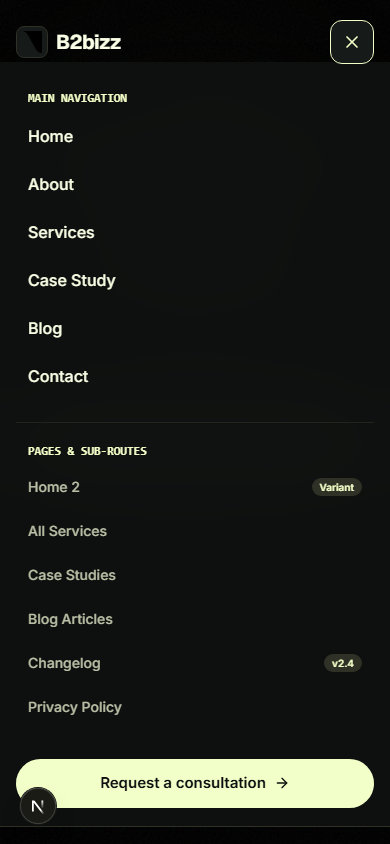 B2bizz
MAIN NAVIGATION
Home
About
Services
Case Study
Blog
Contact
PAGES & SUB-ROUTES
Home 2 Variant
All Services
Case Studies
Blog Articles
Changelog v2.4
Privacy Policy
Request a consultation →
N